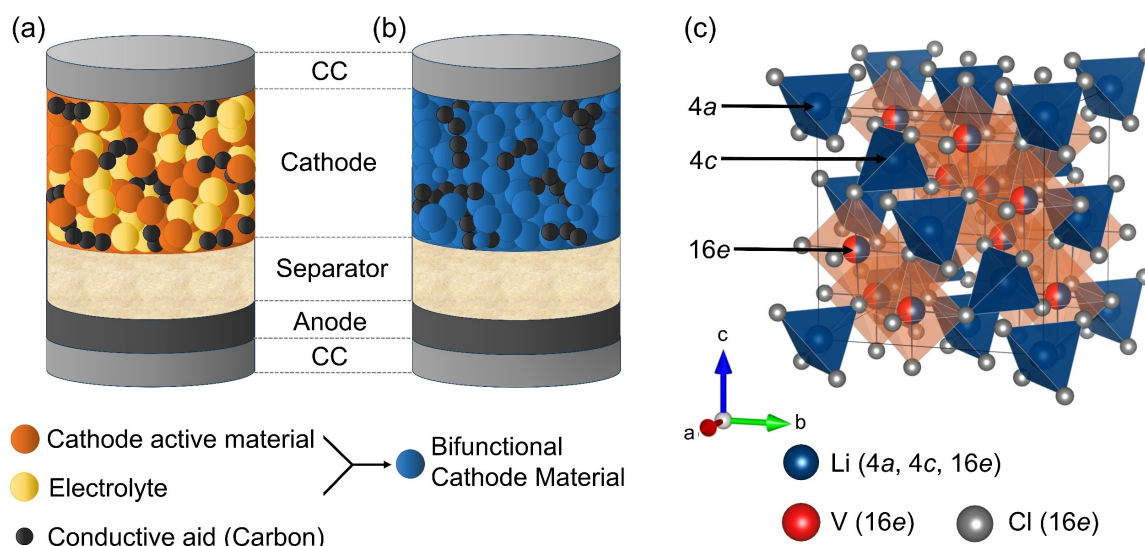 (a)
(b)
(c)
CC
Cathode
Separator
Anode
CC
4a
4c
16e
c
a
b
Cathode active material
Electrolyte
Conductive aid (Carbon)
Bifunctional
Cathode Material
Li (4a, 4c, 16e)
V (16e)
Cl (16e)